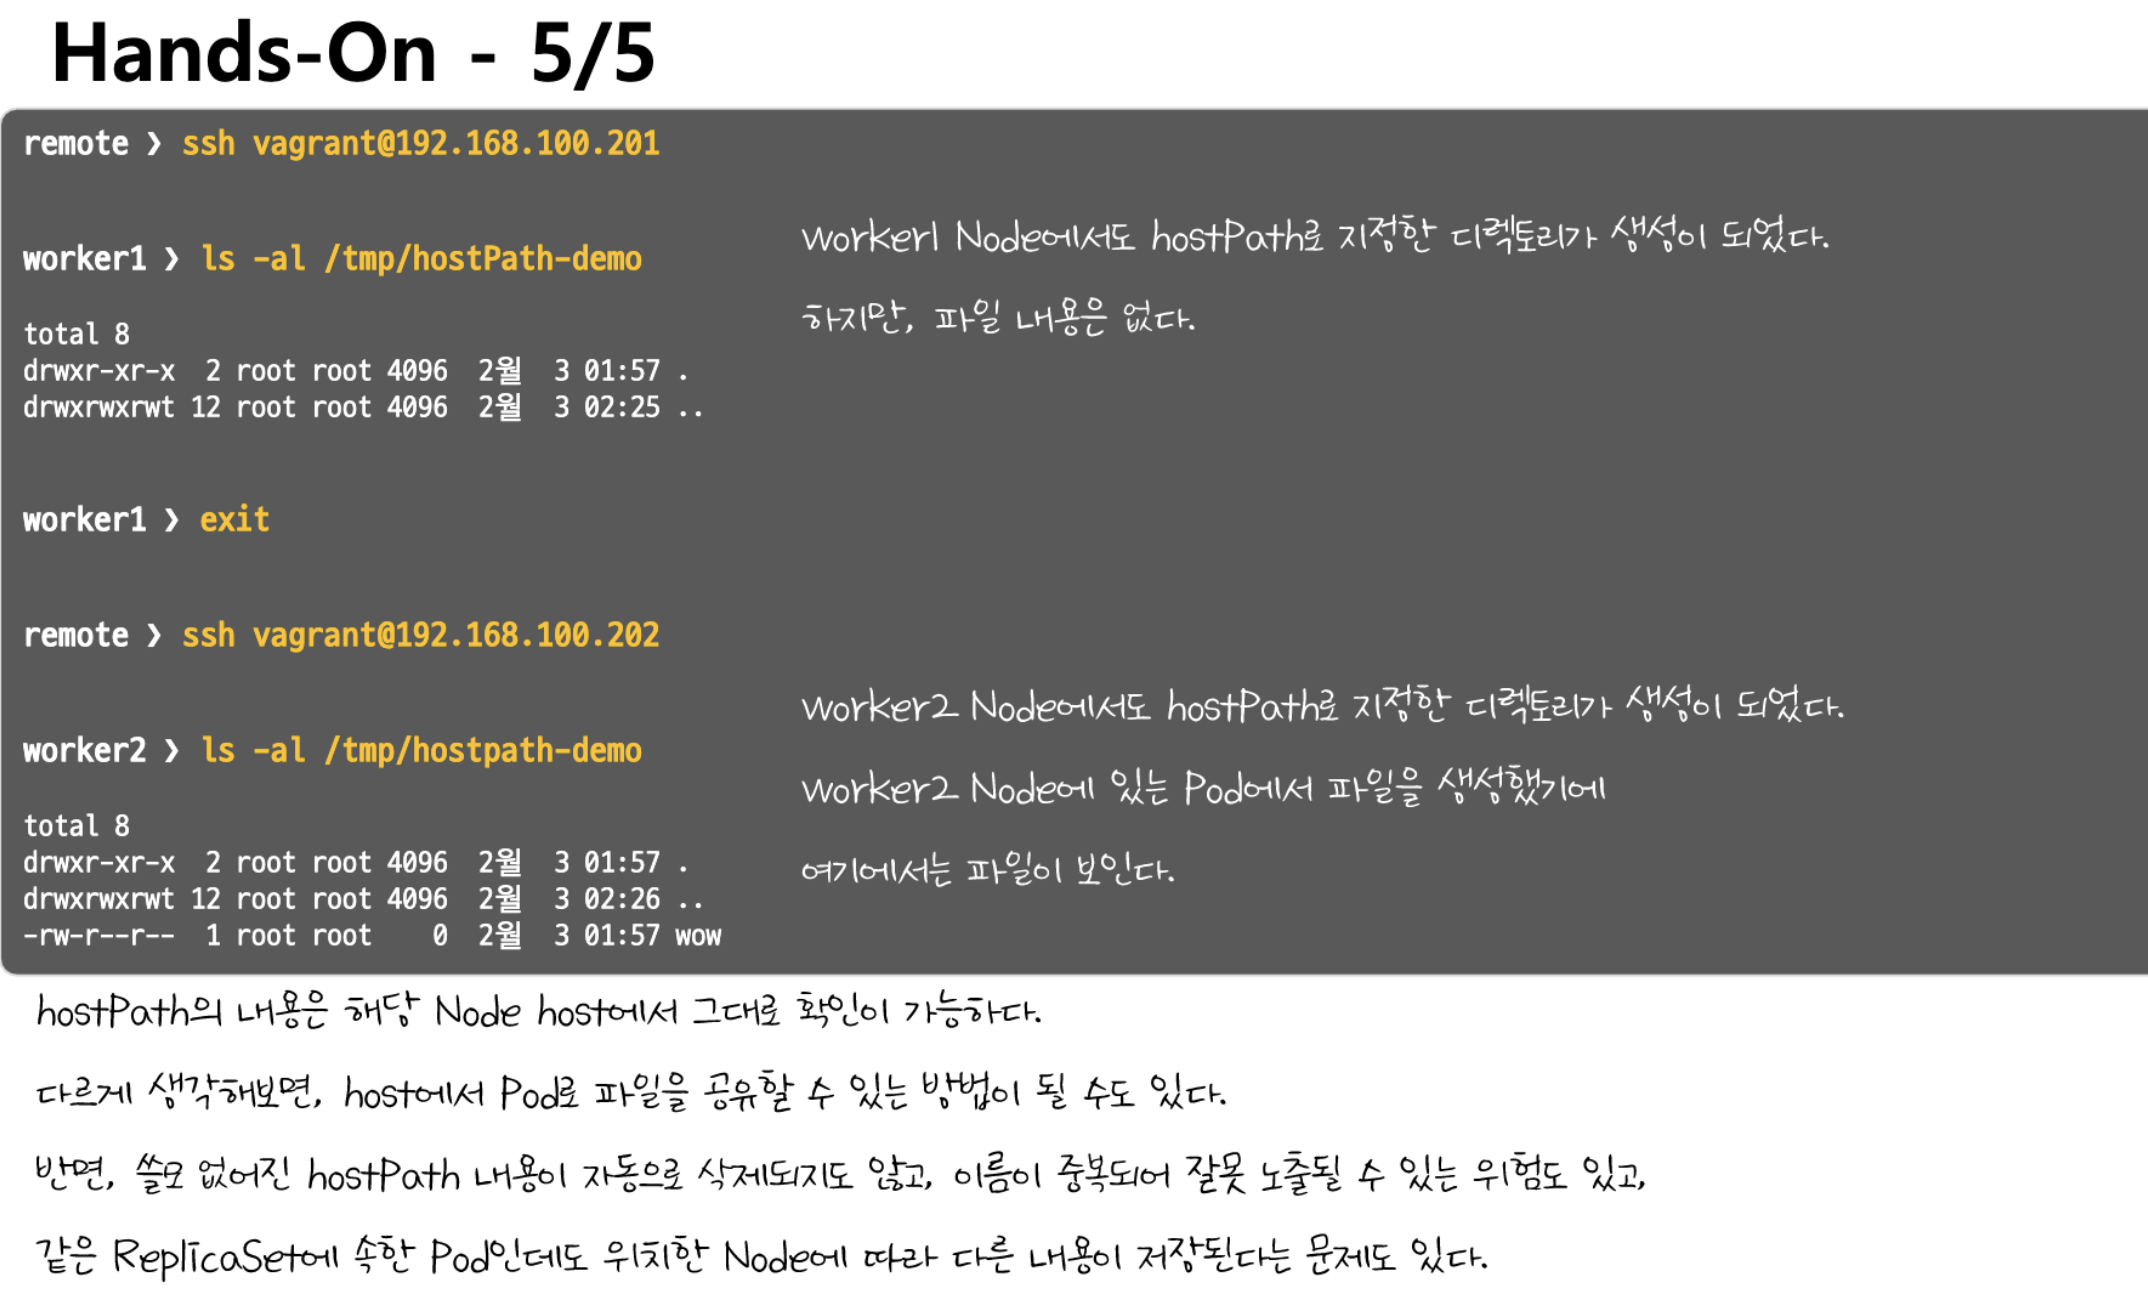 Hands-On - 5/5
remote ❯ ssh vagrant@192.168.100.201
worker1 Node에서도 hostPath로 지정한 디렉토리가 생성이 되었다.
worker1 ❯ ls -al /tmp/hostPath-demo
하지만, 파일 내용은 없다.
total 8
drwxr-xr-x  2 root root 4096  2월  3 01:57 .
drwxrwxrwt 12 root root 4096  2월  3 02:25 ..
worker1 ❯ exit
remote ❯ ssh vagrant@192.168.100.202
worker2 Node에서도 hostPath로 지정한 디렉토리가 생성이 되었다.
worker2 ❯ ls -al /tmp/hostpath-demo
worker2 Node에 있는 Pod에서 파일을 생성했기에
total 8
drwxr-xr-x  2 root root 4096  2월  3 01:57 .
여기에서는 파일이 보인다.
drwxrwxrwt 12 root root 4096  2월  3 02:26 ..
-rw-r--r--  1 root root    0  2월  3 01:57 wow
hostPath의 내용은 해당 Node host에서 그대로 확인이 가능하다.
다르게 생각해보면, host에서 Pod로 파일을 공유할 수 있는 방법이 될 수도 있다.
반면, 쓸모 없어진 hostPath 내용이 자동으로 삭제되지도 않고, 이름이 중복되어 잘못 노출될 수 있는 위험도 있고,
같은 ReplicaSet에 속한 Pod인데도 위치한 Node에 따라 다른 내용이 저장된다는 문제도 있다.